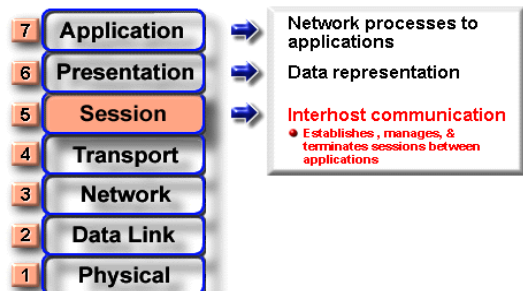 7 Application
Network processes to
applications
6 Presentation
Data representation
5 Session
Interhost communication
Establishes , manages, &
terminates sessions between
applications
4 Transport
3 Network
2 Data Link
1 Physical